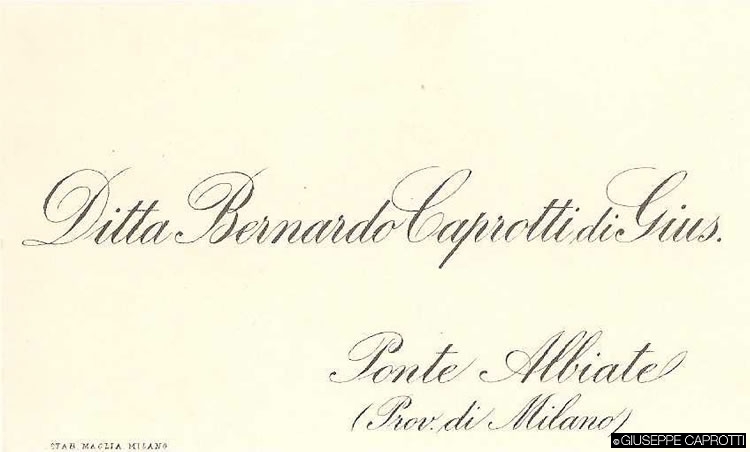 Ditta Bernardo Caprotti di Gius.
Ponte Albiate
(Prov. di Milano)
STAB. MAGLIA MILANO
©GIUSEPPE CAPROTTI